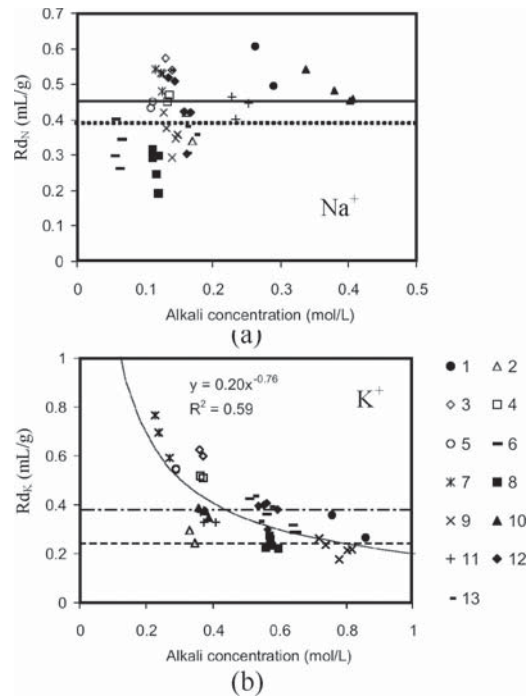 0.7
0.6
0.5
0.4
0.3
0.2
0.1
0
Rd_N (mL/g)
Na⁺
0 0.1 0.2 0.3 0.4 0.5
Alkali concentration (mol/L)
(a)
1
0.8
0.6
0.4
0.2
0
Rd_K (mL/g)
y = 0.20x^-0.76
R² = 0.59
K⁺
0 0.2 0.4 0.6 0.8 1
Alkali concentration (mol/L)
(b)
1 2
3 4
5 6
7 8
9 10
11 12
13